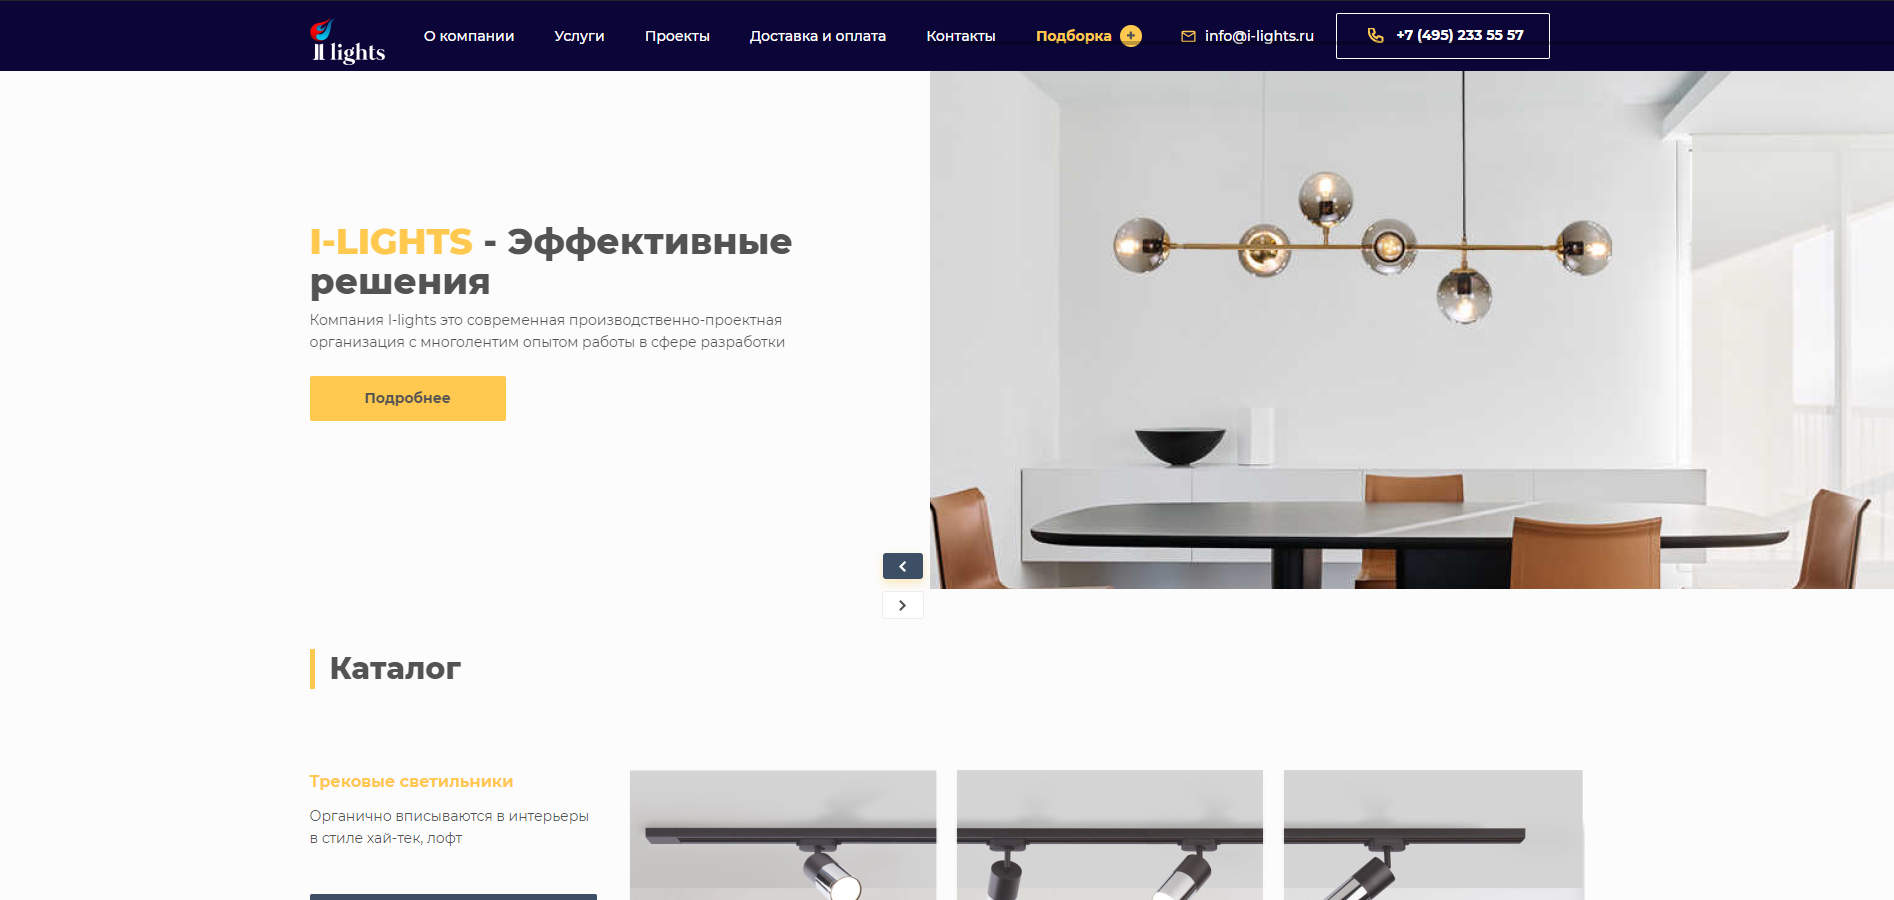 I lights
О компании
Услуги
Проекты
Доставка и оплата
Контакты
Подборка +
info@i-lights.ru
+7 (495) 233 55 57
I-LIGHTS - Эффективные
решения
Компания I-lights это современная производственно-проектная
организация с многолентим опытом работы в сфере разработки
Подробнее
Каталог
Трековые светильники
Органично вписываются в интерьеры
в стиле хай-тек, лофт